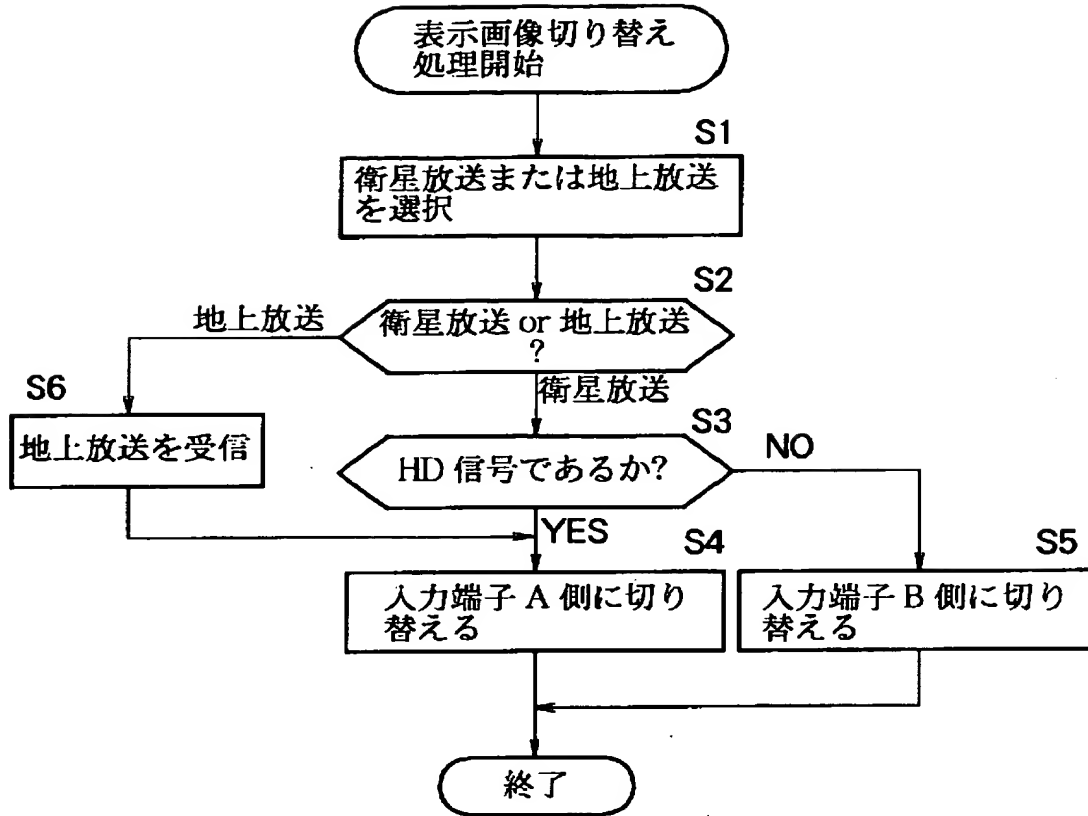 表示画像切り替え
処理開始
S1
衛星放送または地上放送
を選択
S2
地上放送
衛星放送 or 地上放送
?
衛星放送
S6
地上放送を受信
S3
HD 信号であるか?
NO
YES
S4
入力端子 A 側に切り
替える
S5
入力端子 B 側に切り
替える
終了